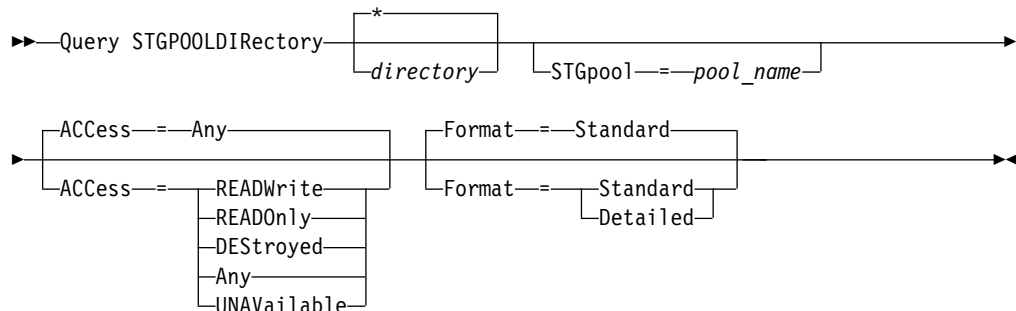 *
Query STGPOOLDIRectory
directory
STGpool = pool_name
ACCess = Any
Format = Standard
ACCess = READWrite
Format = Standard
READOnly
Detailed
DEStroyed
Any
UNAVailable